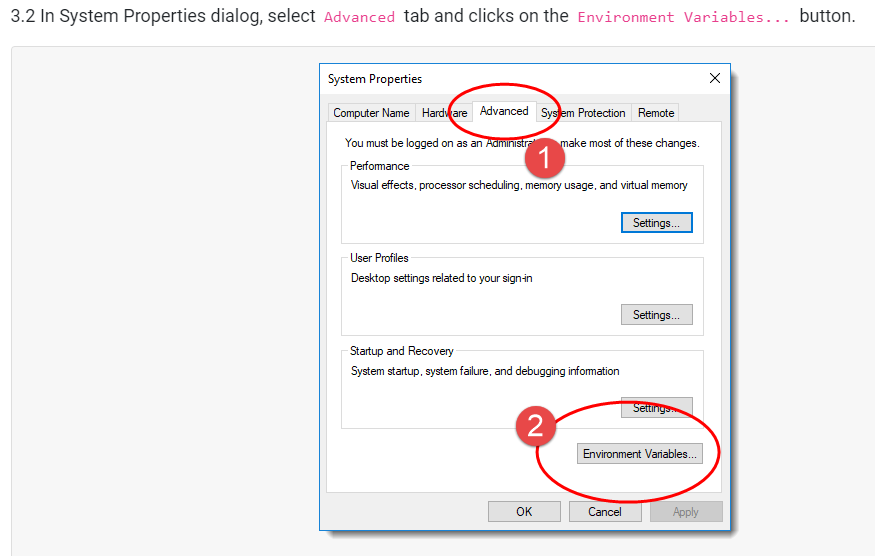 3.2 In System Properties dialog, select Advanced tab and clicks on the Environment Variables... button.
System Properties
Computer Name Hardware Advanced System Protection Remote
You must be logged on as an Administrat make most of these changes.
1
Performance
Visual effects, processor scheduling, memory usage, and virtual memory
Settings...
User Profiles
Desktop settings related to your sign-in
Settings...
Startup and Recovery
System startup, system failure, and debugging information
Settings...
2
Environment Variables...
OK Cancel Apply